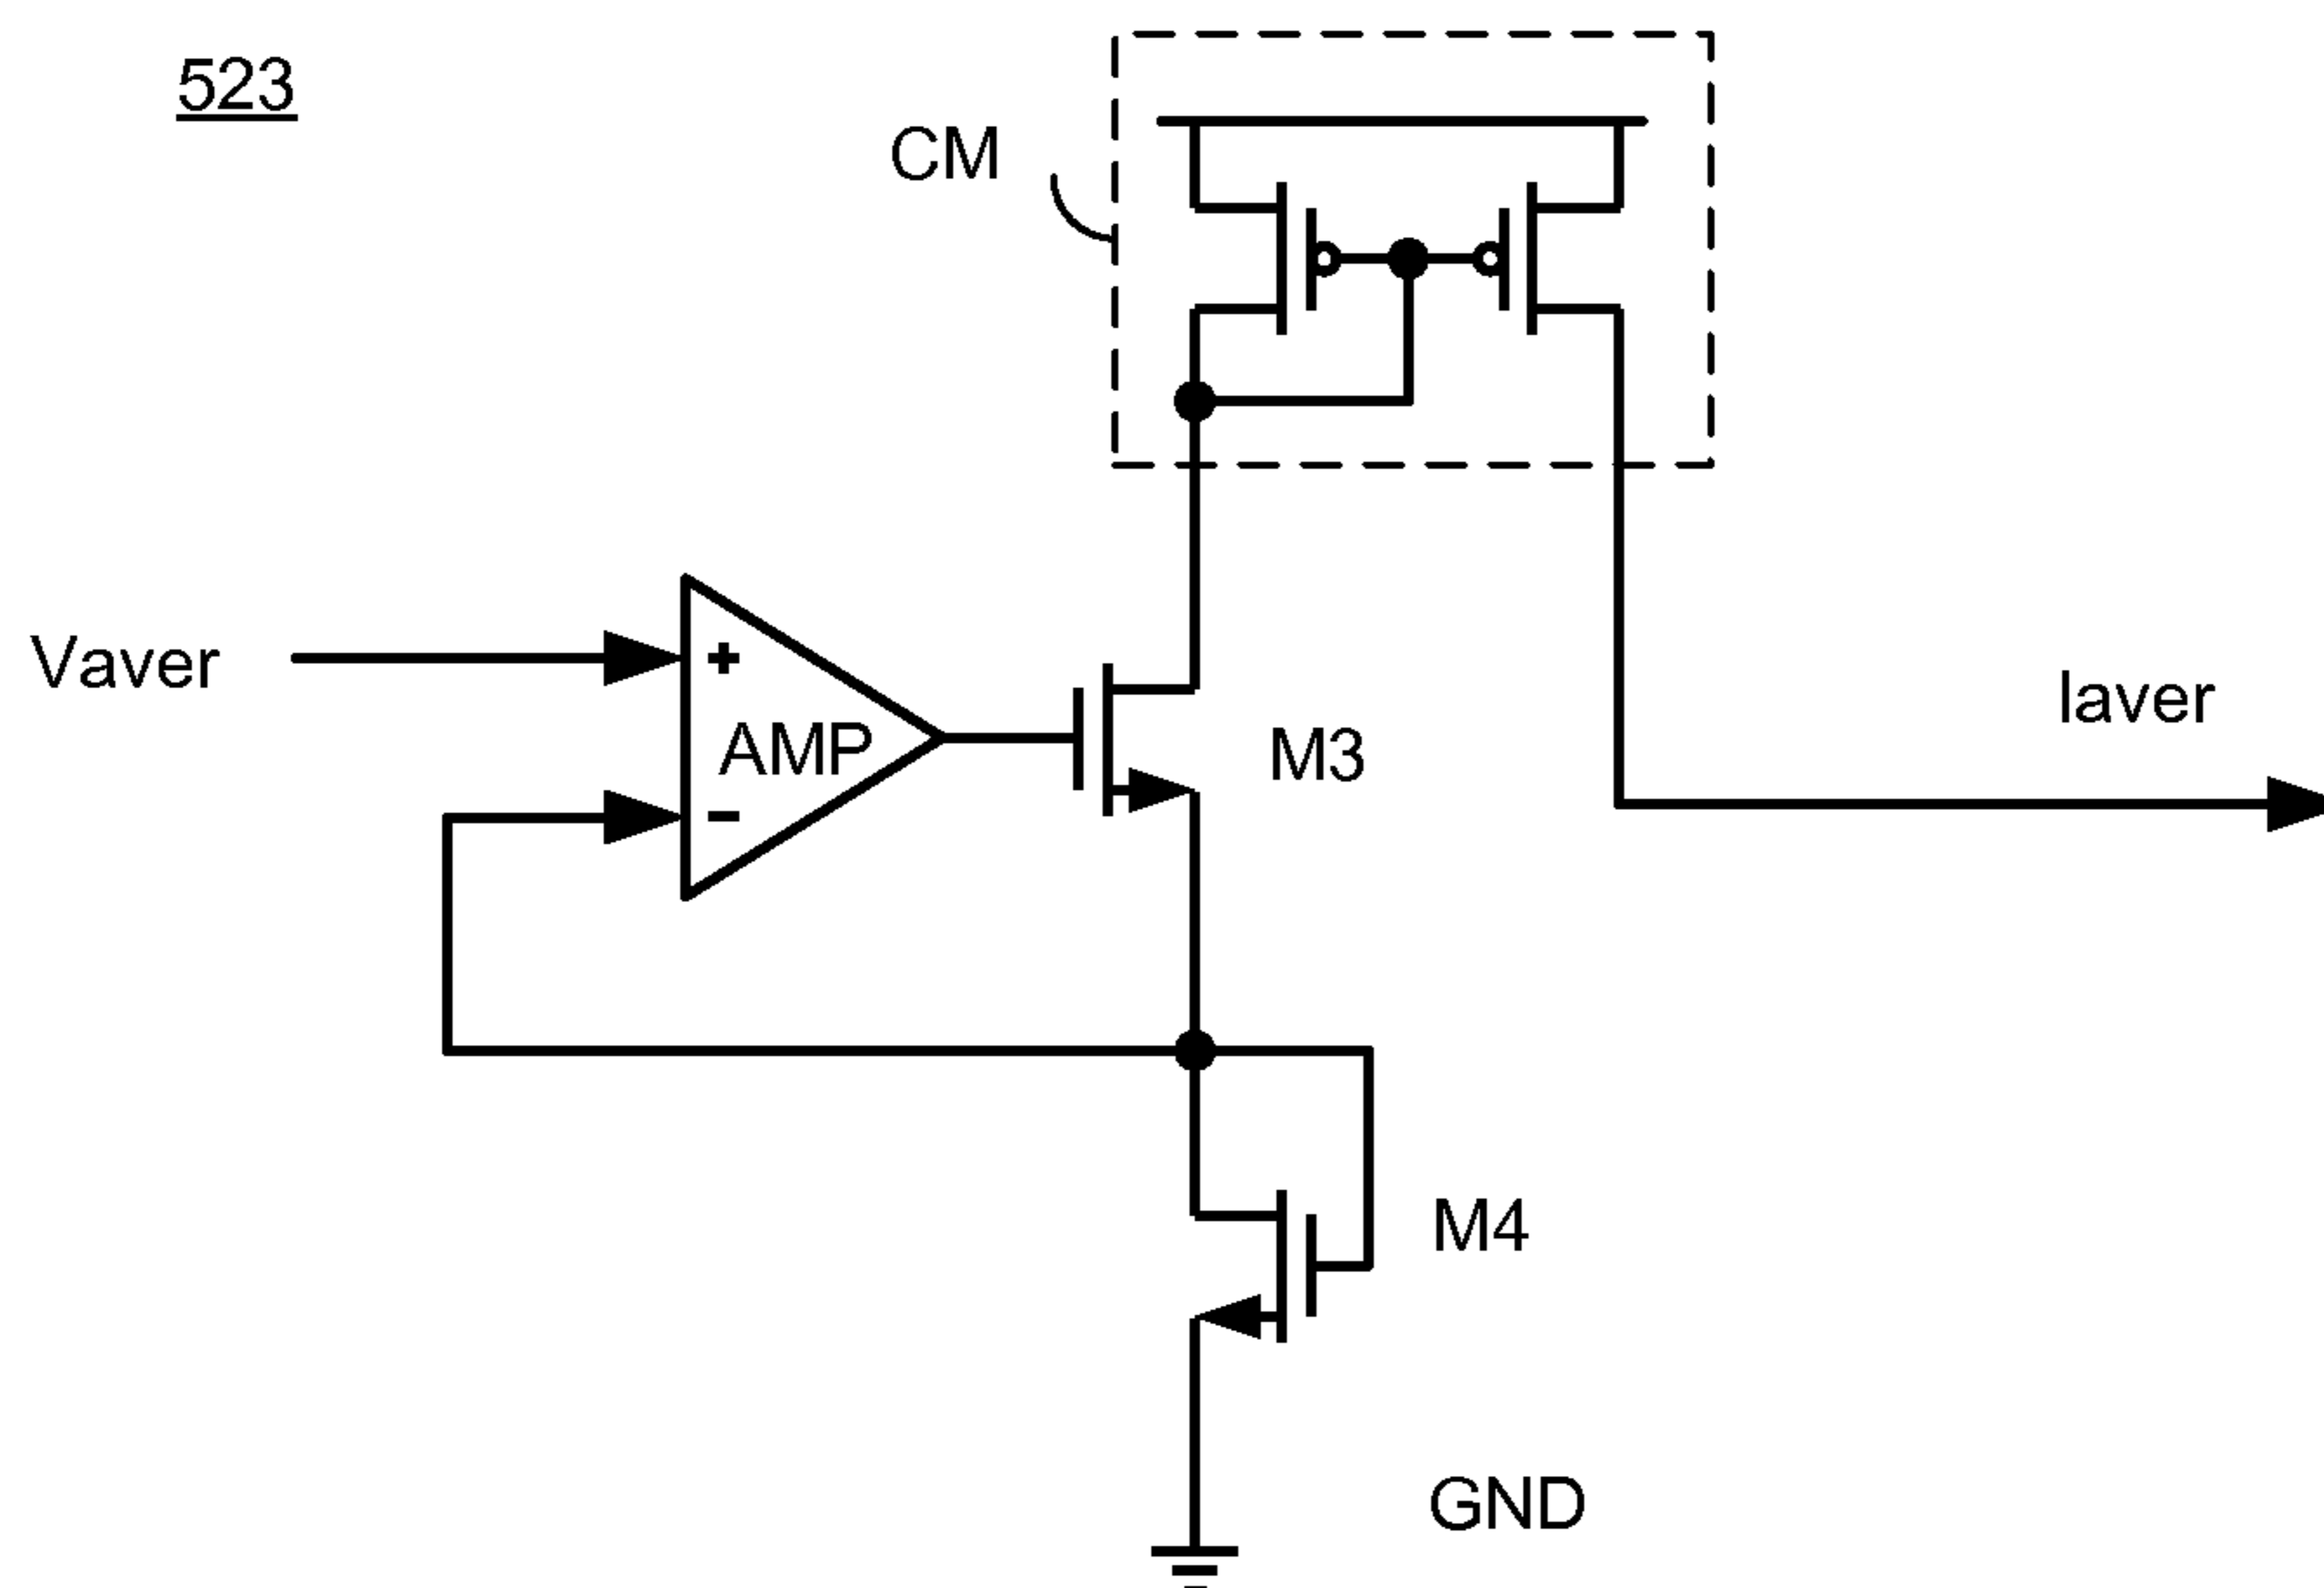 523
CM
Vaver
+
AMP
-
M3
Iaver
M4
GND